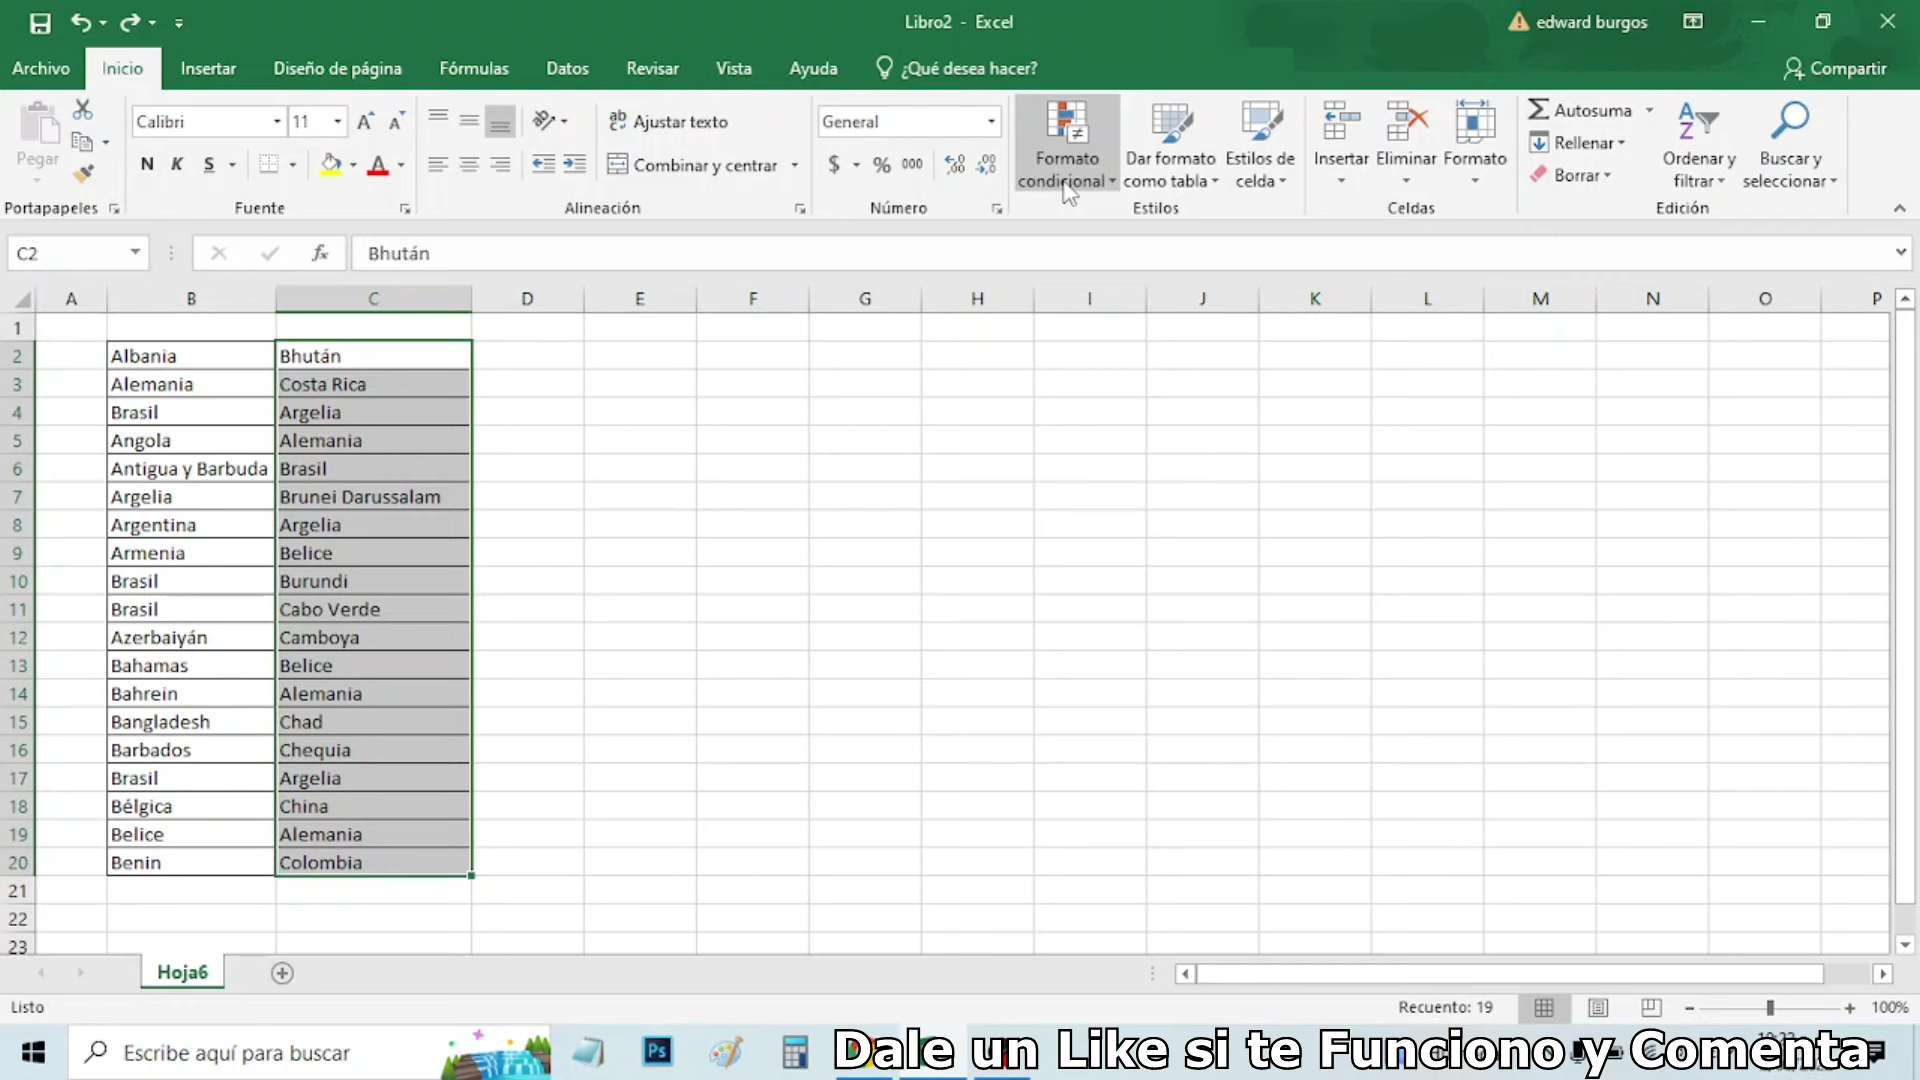 Libro2 - Excel
edward burgos
Archivo
Inicio
Insertar
Diseño de página
Fórmulas
Datos
Revisar
Vista
Ayuda
¿Qué desea hacer?
Compartir
Pegar
Portapapeles
Calibri
11
N K S
Fuente
Ajustar texto
Combinar y centrar
Alineación
General
$ % 000
Número
Formato condicional
Dar formato como tabla
Estilos de celda
Estilos
Insertar
Eliminar
Formato
Celdas
Autosuma
Rellenar
Borrar
Ordenar y filtrar
Buscar y seleccionar
Edición
C2
fx
Bhután
A B C D E F G H I J K L M N O P
1
2 Albania Bhután
3 Alemania Costa Rica
4 Brasil Argelia
5 Angola Alemania
6 Antigua y Barbuda Brasil
7 Argelia Brunei Darussalam
8 Argentina Argelia
9 Armenia Belice
10 Brasil Burundi
11 Brasil Cabo Verde
12 Azerbaiyán Camboya
13 Bahamas Belice
14 Bahrein Alemania
15 Bangladesh Chad
16 Barbados Chequia
17 Brasil Argelia
18 Bélgica China
19 Belice Alemania
20 Benin Colombia
21
22
23
Hoja6
Listo
Recuento: 19
100%
Escribe aquí para buscar
Ps
Dale un Like si te Funciono y Comenta